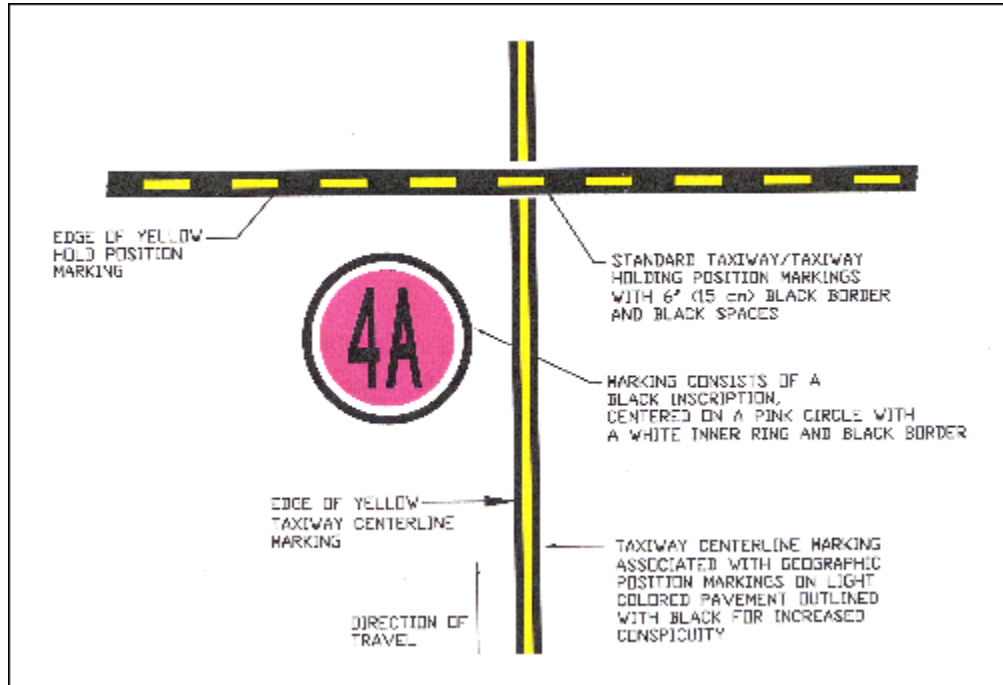 EDGE OF YELLOW
HOLD POSITION
MARKING
STANDARD TAXIWAY/TAXIWAY
HOLDING POSITION MARKINGS
WITH 6" (15 cm) BLACK BORDER
AND BLACK SPACES
4A
MARKING CONSISTS OF A
BLACK INSCRIPTION,
CENTERED ON A PINK CIRCLE WITH
A WHITE INNER RING AND BLACK BORDER
EDGE OF YELLOW
TAXIWAY CENTERLINE
MARKING
TAXIWAY CENTERLINE MARKING
ASSOCIATED WITH GEOGRAPHIC
POSITION MARKINGS ON LIGHT
COLORED PAVEMENT OUTLINED
WITH BLACK FOR INCREASED
CONSPICUITY
DIRECTION OF
TRAVEL